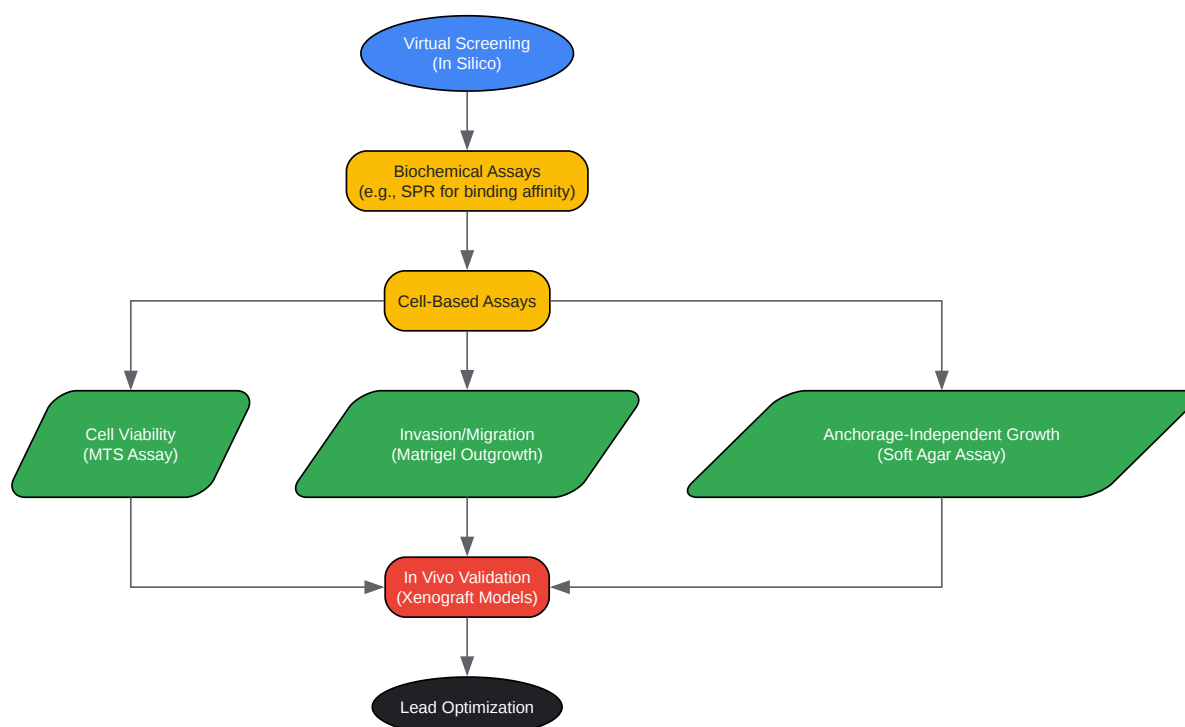 Virtual Screening
(In Silico)
Biochemical Assays
(e.g., SPR for binding affinity)
Cell-Based Assays
Cell Viability
(MTS Assay)
Invasion/Migration
(Matrigel Outgrowth)
Anchorage-Independent Growth
(Soft Agar Assay)
In Vivo Validation
(Xenograft Models)
Lead Optimization